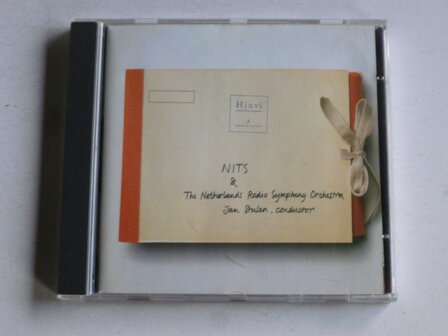 Hjuvi
NITS
&
The Netherlands Radio Symphony Orchestra
Jan Stulen, conductor